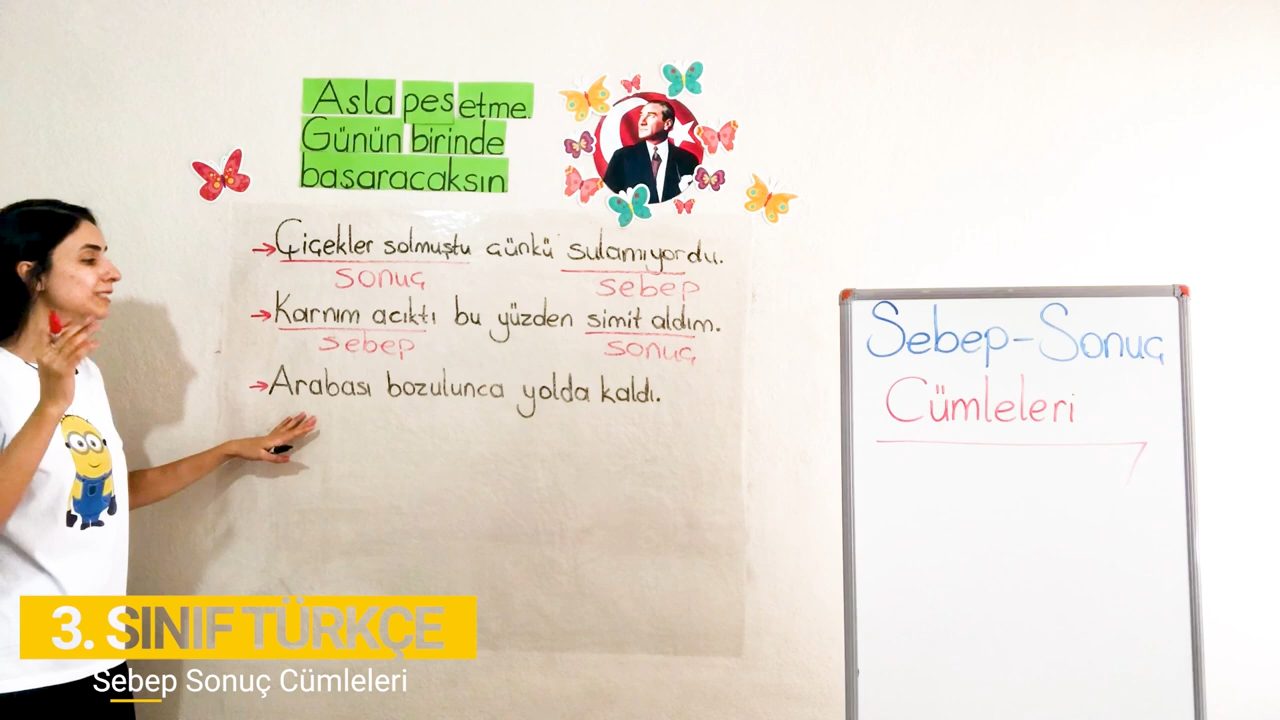 Asla pes etme.
Günün birinde
başaracaksın
→Çiçekler solmuştu çünkü sulamıyordu.
sonuç
sebep
→Karnım acıktı bu yüzden simit aldım.
sebep
sonuç
→Arabası bozulunca yolda kaldı.
Sebep-Sonuç
Cümleleri
3. SINIF TÜRKÇE
Sebep Sonuç Cümleleri